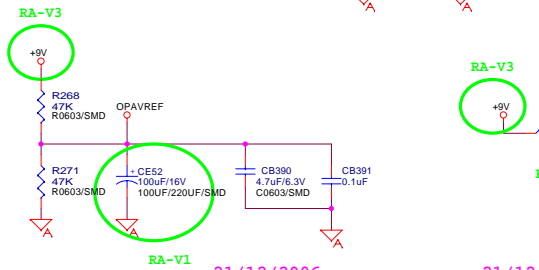 RA-V3
+9V
R268
47K
R0603/SMD
OPAVREF
R271
47K
R0603/SMD
+ CE52
100uF/16V
100UF/220UF/SMD
CB390
4.7uF/6.3V
C0603/SMD
CB391
0.1uF
A
A
A
A
A
RA-V1
RA-V3
+9V